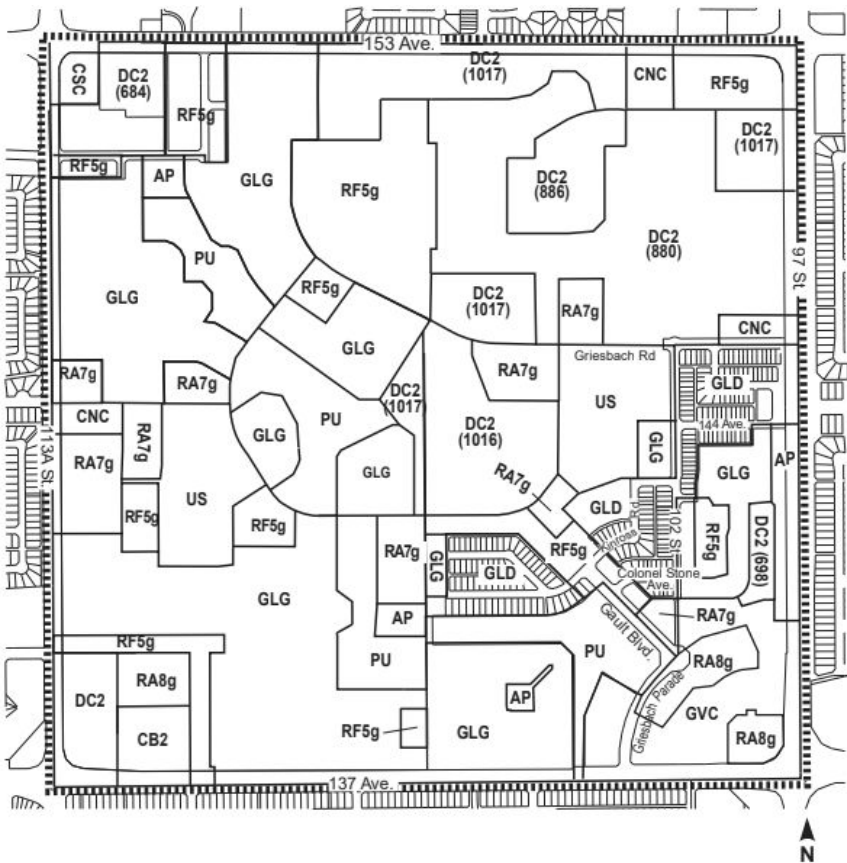 153 Ave.
CSC
DC2
(684)
RF5g
DC2
(1017)
CNC
RF5g
DC2
(1017)
RF5g
AP
GLG
RF5g
DC2
(886)
PU
DC2
(880)
97 St.
GLG
RF5g
DC2
(1017)
RA7g
CNC
GLG
Griesbach Rd
RA7g
RA7g
RA7g
GLD
DC2
(1017)
US
CNC
PU
DC2
(1016)
144 Ave.
113A St.
RA7g
GLG
GLG
AP
RA7g
GLG
RA7g
GLG
US
GLD
RF5g
RF5g
Kinross Rd
102 St.
RF5g
DC2 (698)
RA7g
RF5g
GLG
GLD
Colonel Stone
Ave.
GLG
AP
Gault Blvd.
RA7g
RF5g
PU
PU
RA8g
DC2
RA8g
AP
Griesbach Parade
GVC
RF5g
GLG
CB2
RA8g
137 Ave.
N